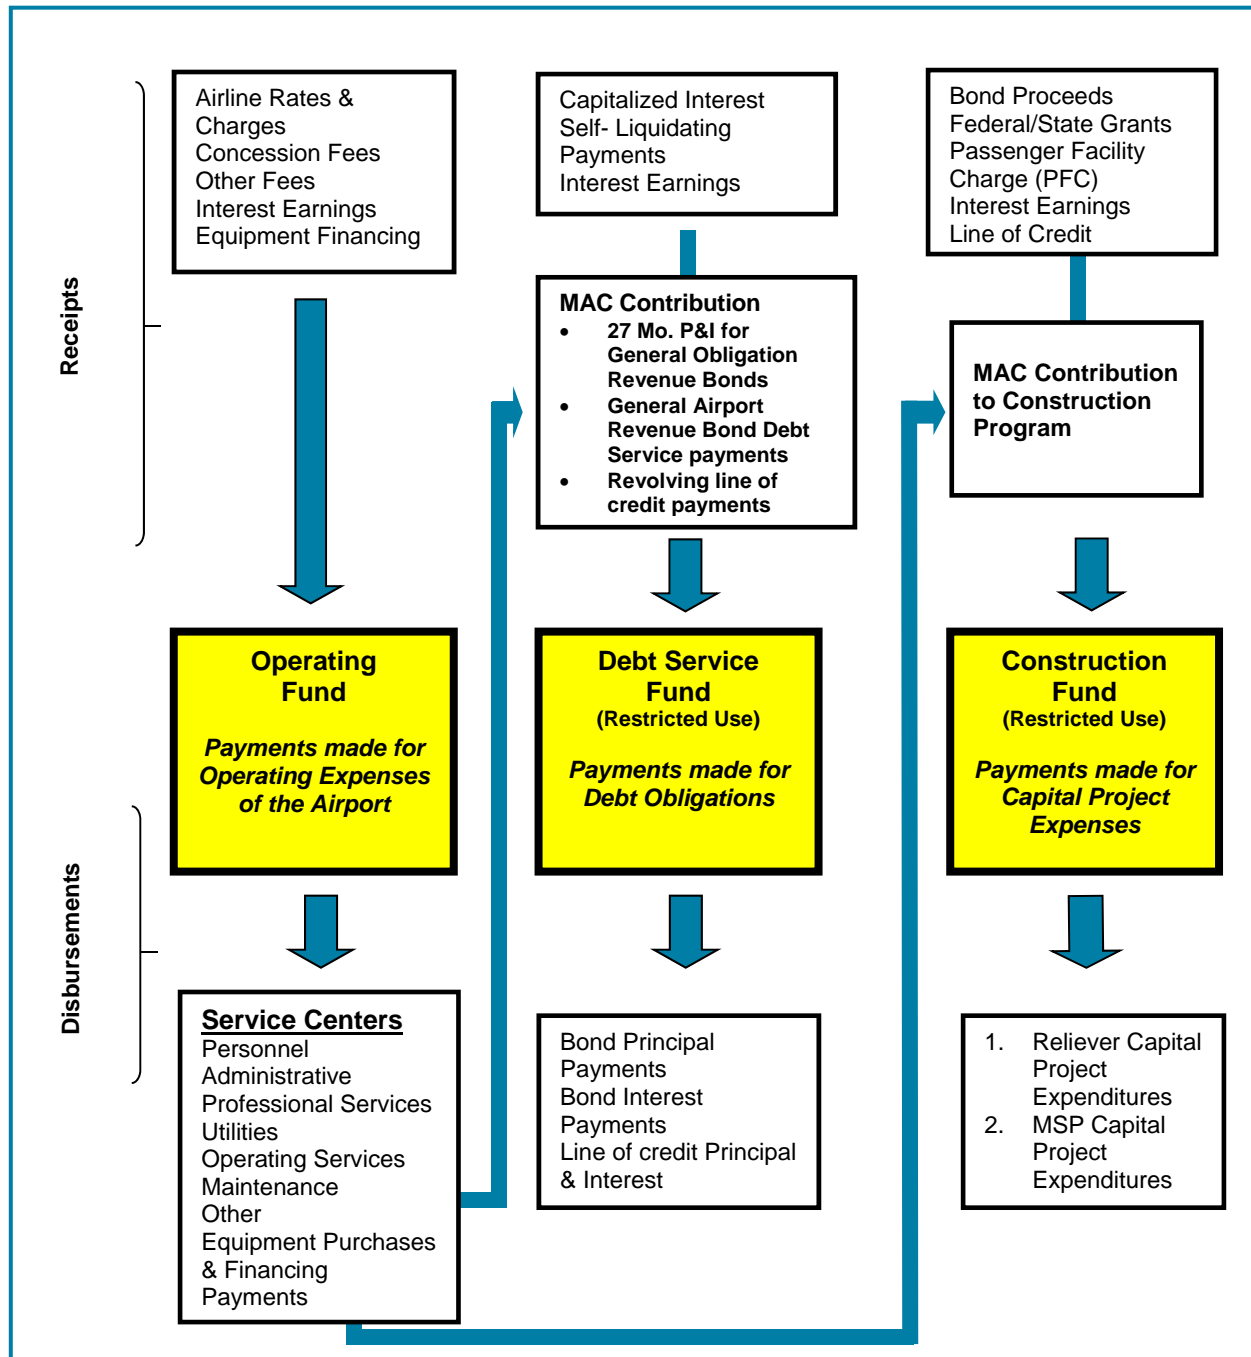 Receipts
Airline Rates &
Charges
Concession Fees
Other Fees
Interest Earnings
Equipment Financing
Capitalized Interest
Self- Liquidating
Payments
Interest Earnings
Bond Proceeds
Federal/State Grants
Passenger Facility
Charge (PFC)
Interest Earnings
Line of Credit
MAC Contribution
• 27 Mo. P&I for
General Obligation
Revenue Bonds
• General Airport
Revenue Bond Debt
Service payments
• Revolving line of
credit payments
MAC Contribution
to Construction
Program
Operating
Fund
Payments made for
Operating Expenses
of the Airport
Debt Service
Fund
(Restricted Use)
Payments made for
Debt Obligations
Construction
Fund
(Restricted Use)
Payments made for
Capital Project
Expenses
Disbursements
Service Centers
Personnel
Administrative
Professional Services
Utilities
Operating Services
Maintenance
Other
Equipment Purchases
& Financing
Payments
Bond Principal
Payments
Bond Interest
Payments
Line of credit Principal
& Interest
1. Reliever Capital
Project
Expenditures
2. MSP Capital
Project
Expenditures